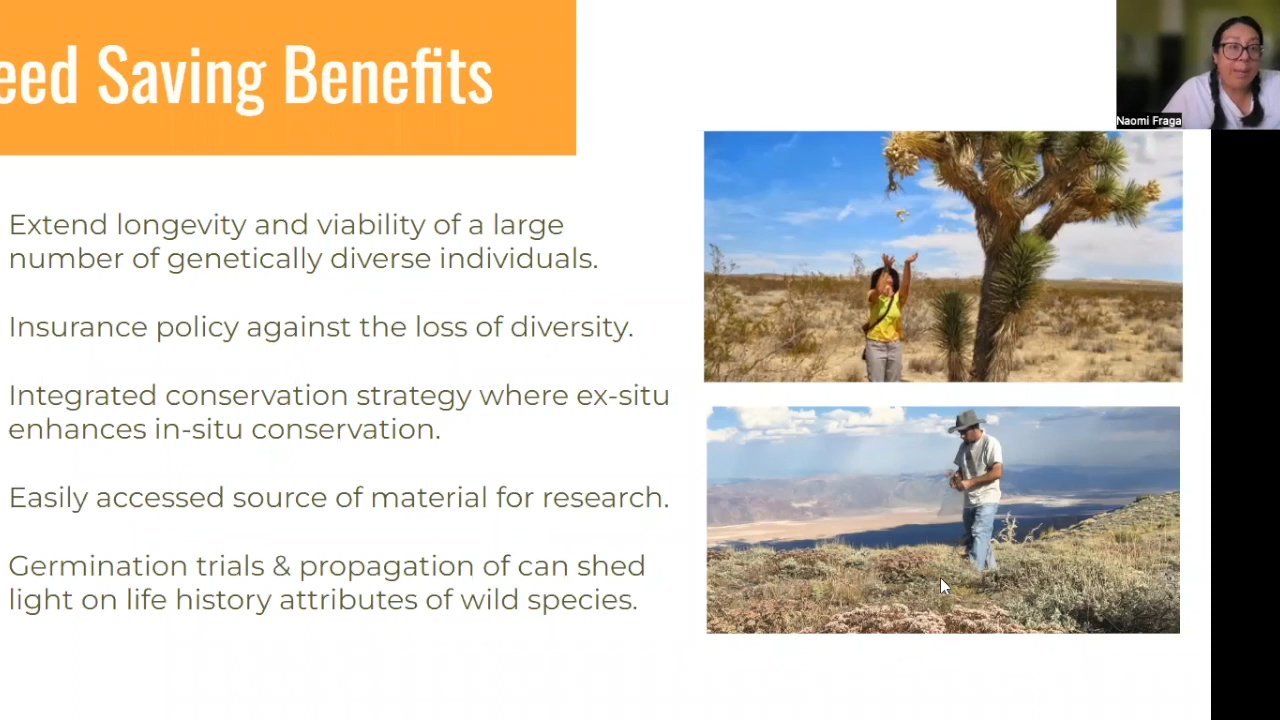 eed Saving Benefits
Naomi Fraga
Extend longevity and viability of a large
number of genetically diverse individuals.
Insurance policy against the loss of diversity.
Integrated conservation strategy where ex-situ
enhances in-situ conservation.
Easily accessed source of material for research.
Germination trials & propagation of can shed
light on life history attributes of wild species.